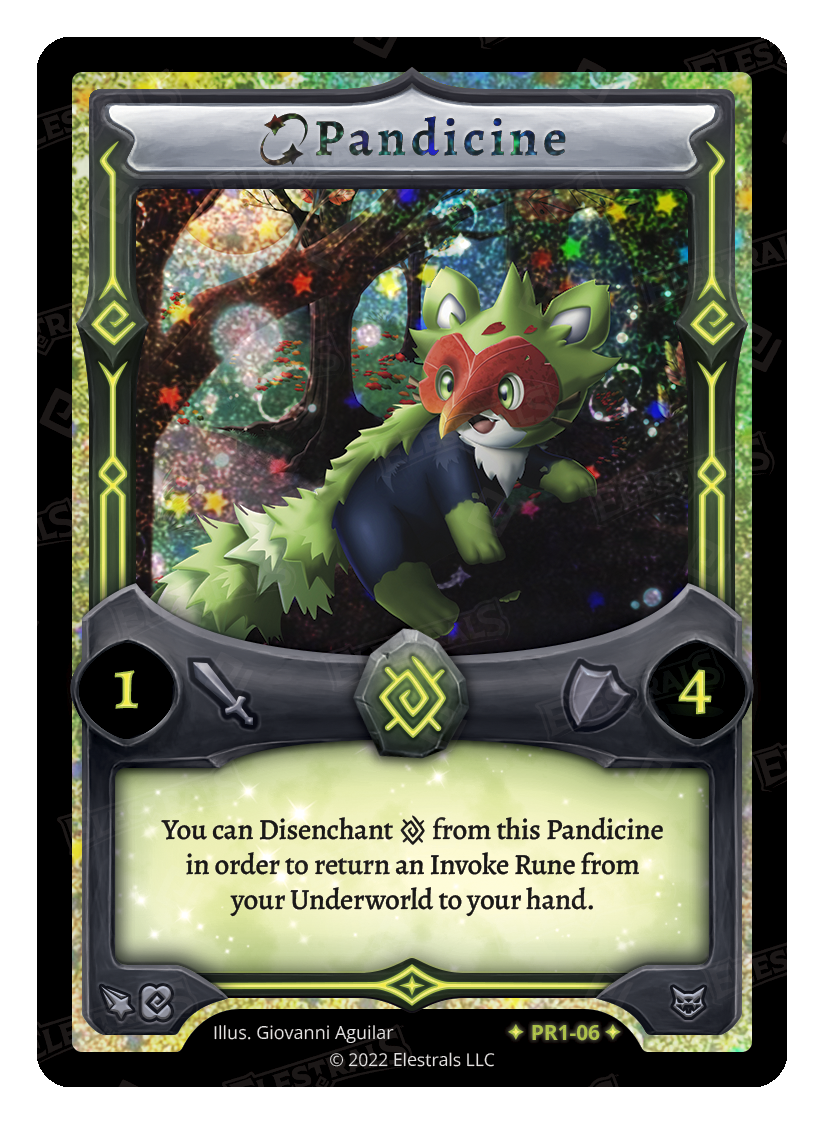 Pandicine
1
4
You can Disenchant from this Pandicine
in order to return an Invoke Rune from
your Underworld to your hand.
Illus. Giovanni Aguilar
PR1-06
© 2022 Elestrals LLC
ELESTRALS